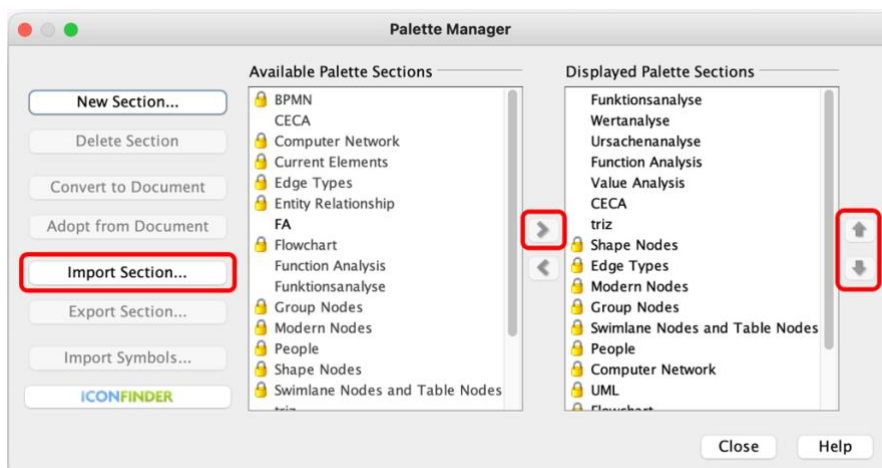 Palette Manager
New Section...
Delete Section
Convert to Document
Adopt from Document
Import Section...
Export Section...
Import Symbols...
ICONFINDER
Available Palette Sections
BPMN
CECA
Computer Network
Current Elements
Edge Types
Entity Relationship
FA
Flowchart
Function Analysis
Funktionsanalyse
Group Nodes
Modern Nodes
People
Shape Nodes
Swimlane Nodes and Table Nodes
triz
Displayed Palette Sections
Funktionsanalyse
Wertanalyse
Ursachenanalyse
Function Analysis
Value Analysis
CECA
triz
Shape Nodes
Edge Types
Modern Nodes
Group Nodes
Swimlane Nodes and Table Nodes
People
Computer Network
UML
Flowchart
Close
Help